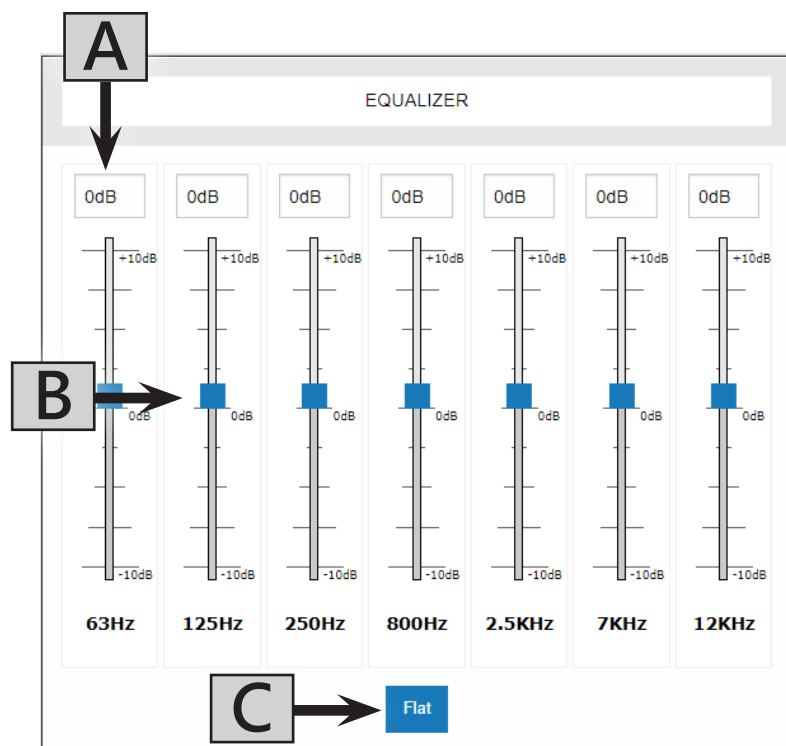 A
EQUALIZER
0dB 0dB 0dB 0dB 0dB 0dB 0dB
+10dB +10dB +10dB +10dB +10dB +10dB +10dB
B
0dB 0dB 0dB 0dB 0dB 0dB 0dB
-10dB -10dB -10dB -10dB -10dB -10dB -10dB
63Hz 125Hz 250Hz 800Hz 2.5KHz 7KHz 12KHz
C Flat